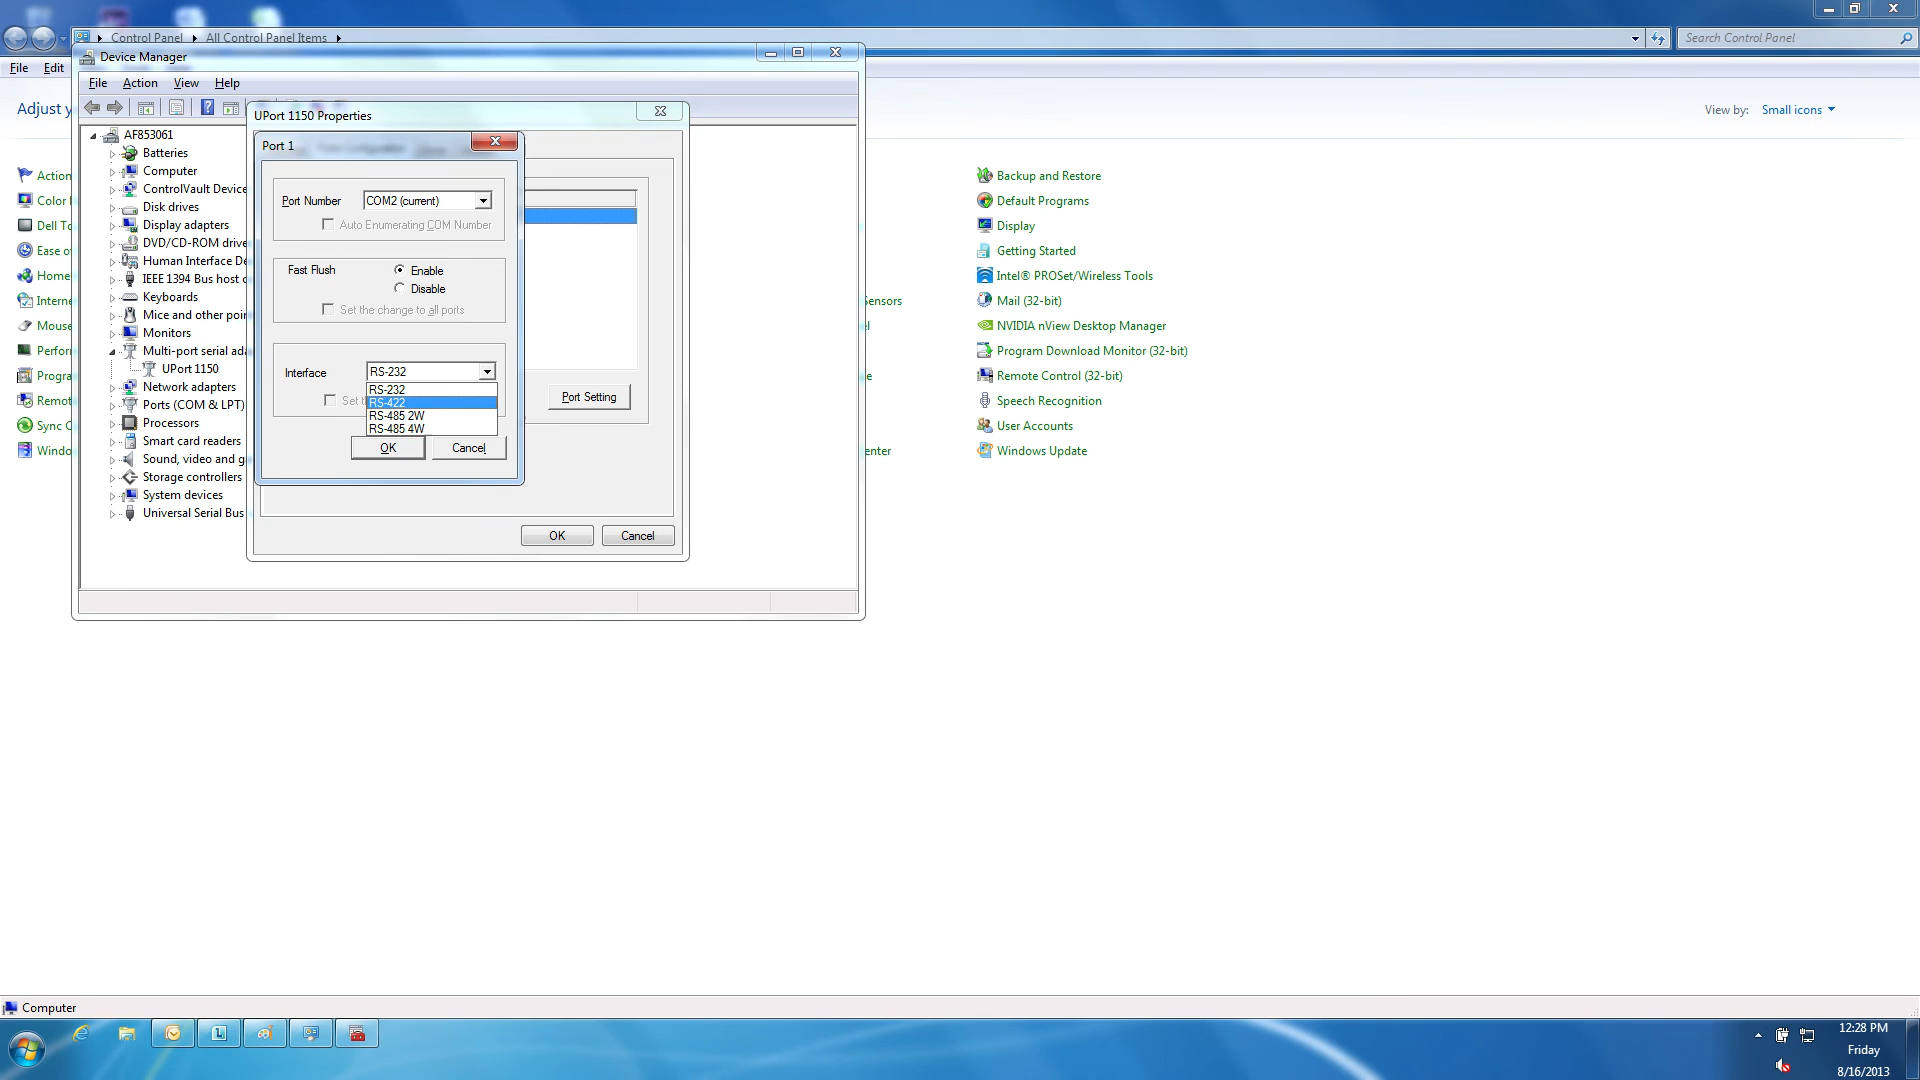 Control Panel
All Control Panel Items
Search Control Panel
File
Edit
Device Manager
File
Action
View
Help
Adjust y
View by:
Small icons
UPort 1150 Properties
Port 1
Port Number
COM2 (current)
Auto Enumerating COM Number
Fast Flush
Enable
Disable
Set the change to all ports
Interface
RS-232
RS-232
RS-422
RS-485 2W
RS-485 4W
Set t
OK
Cancel
Port Setting
OK
Cancel
AF853061
Batteries
Computer
ControlVault Device
Disk drives
Display adapters
DVD/CD-ROM drive
Human Interface De
IEEE 1394 Bus host c
Keyboards
Mice and other poin
Monitors
Multi-port serial ada
UPort 1150
Network adapters
Ports (COM & LPT)
Processors
Smart card readers
Sound, video and g
Storage controllers
System devices
Universal Serial Bus
Action
Color
Dell To
Ease o
Home
Interne
Mouse
Perforr
Progra
Remot
Sync C
Windo
Sensors
el
e
enter
Backup and Restore
Default Programs
Display
Getting Started
Intel® PROSet/Wireless Tools
Mail (32-bit)
NVIDIA nView Desktop Manager
Program Download Monitor (32-bit)
Remote Control (32-bit)
Speech Recognition
User Accounts
Windows Update
Computer
12:28 PM
Friday
8/16/2013